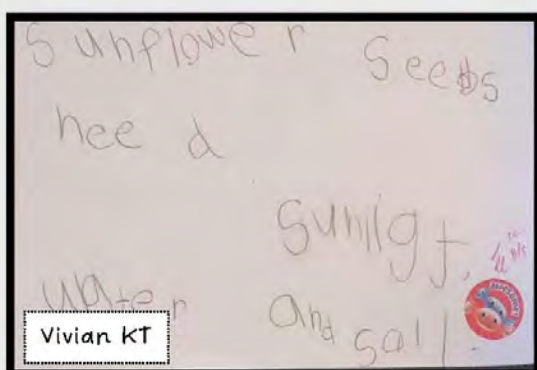 Sunflower seeds
need
sunligt,
water and soil.
Vivian KT